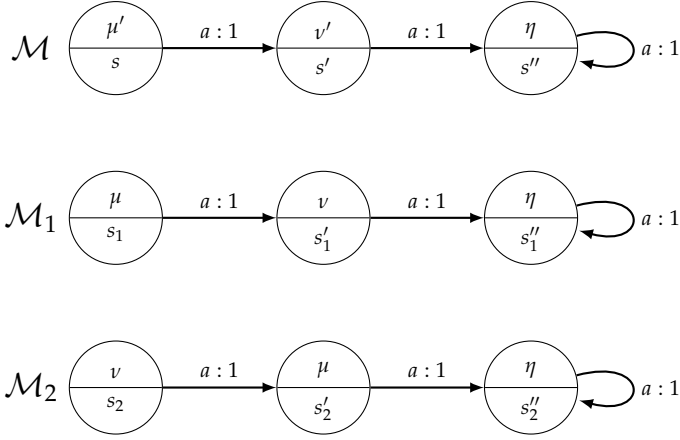 μ′ ν′ η
ℳ a : 1 a : 1 a : 1
s s′ s′′
μ ν η
ℳ₁ a : 1 a : 1 a : 1
s₁ s′₁ s′′₁
ν μ η
ℳ₂ a : 1 a : 1 a : 1
s₂ s′₂ s′′₂